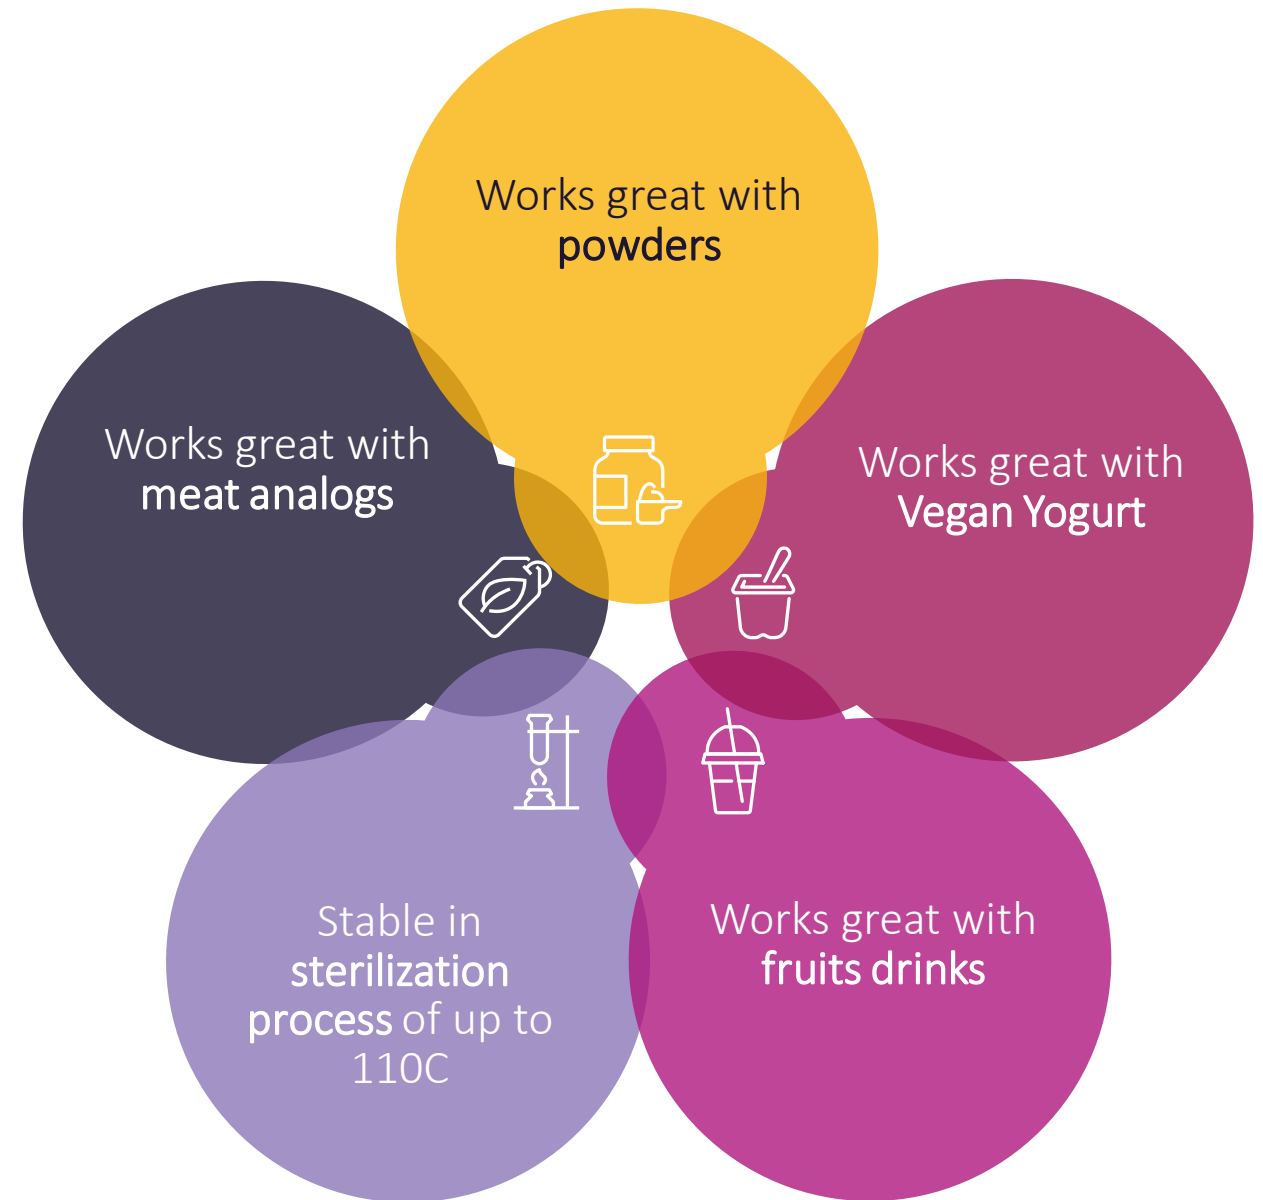 Works great with
powders
Works great with
meat analogs
Works great with
Vegan Yogurt
Stable in
sterilization
process of up to
110C
Works great with
fruits drinks